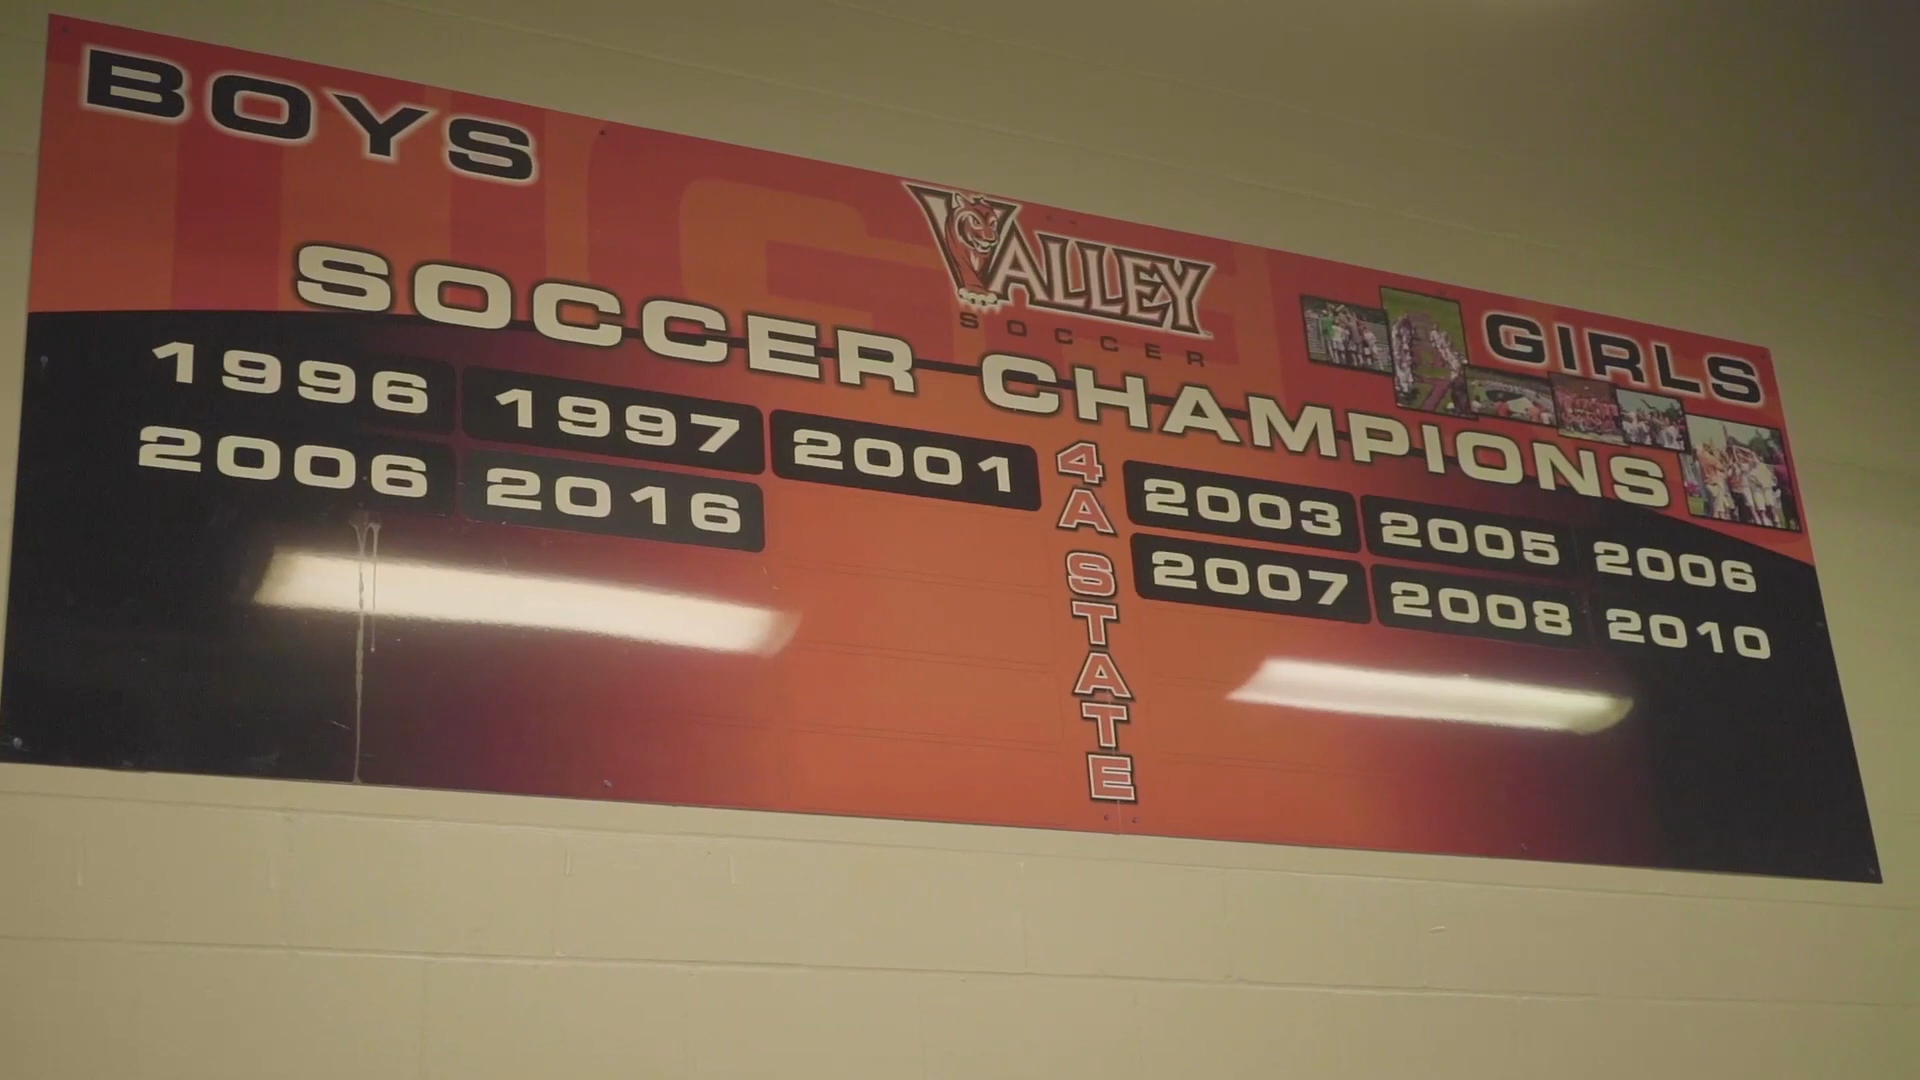 BOYS
VALLEY
SOCCER
GIRLS
SOCCER CHAMPIONS
1996 1997 2001
2006 2016
4A STATE
2003 2005 2006
2007 2008 2010